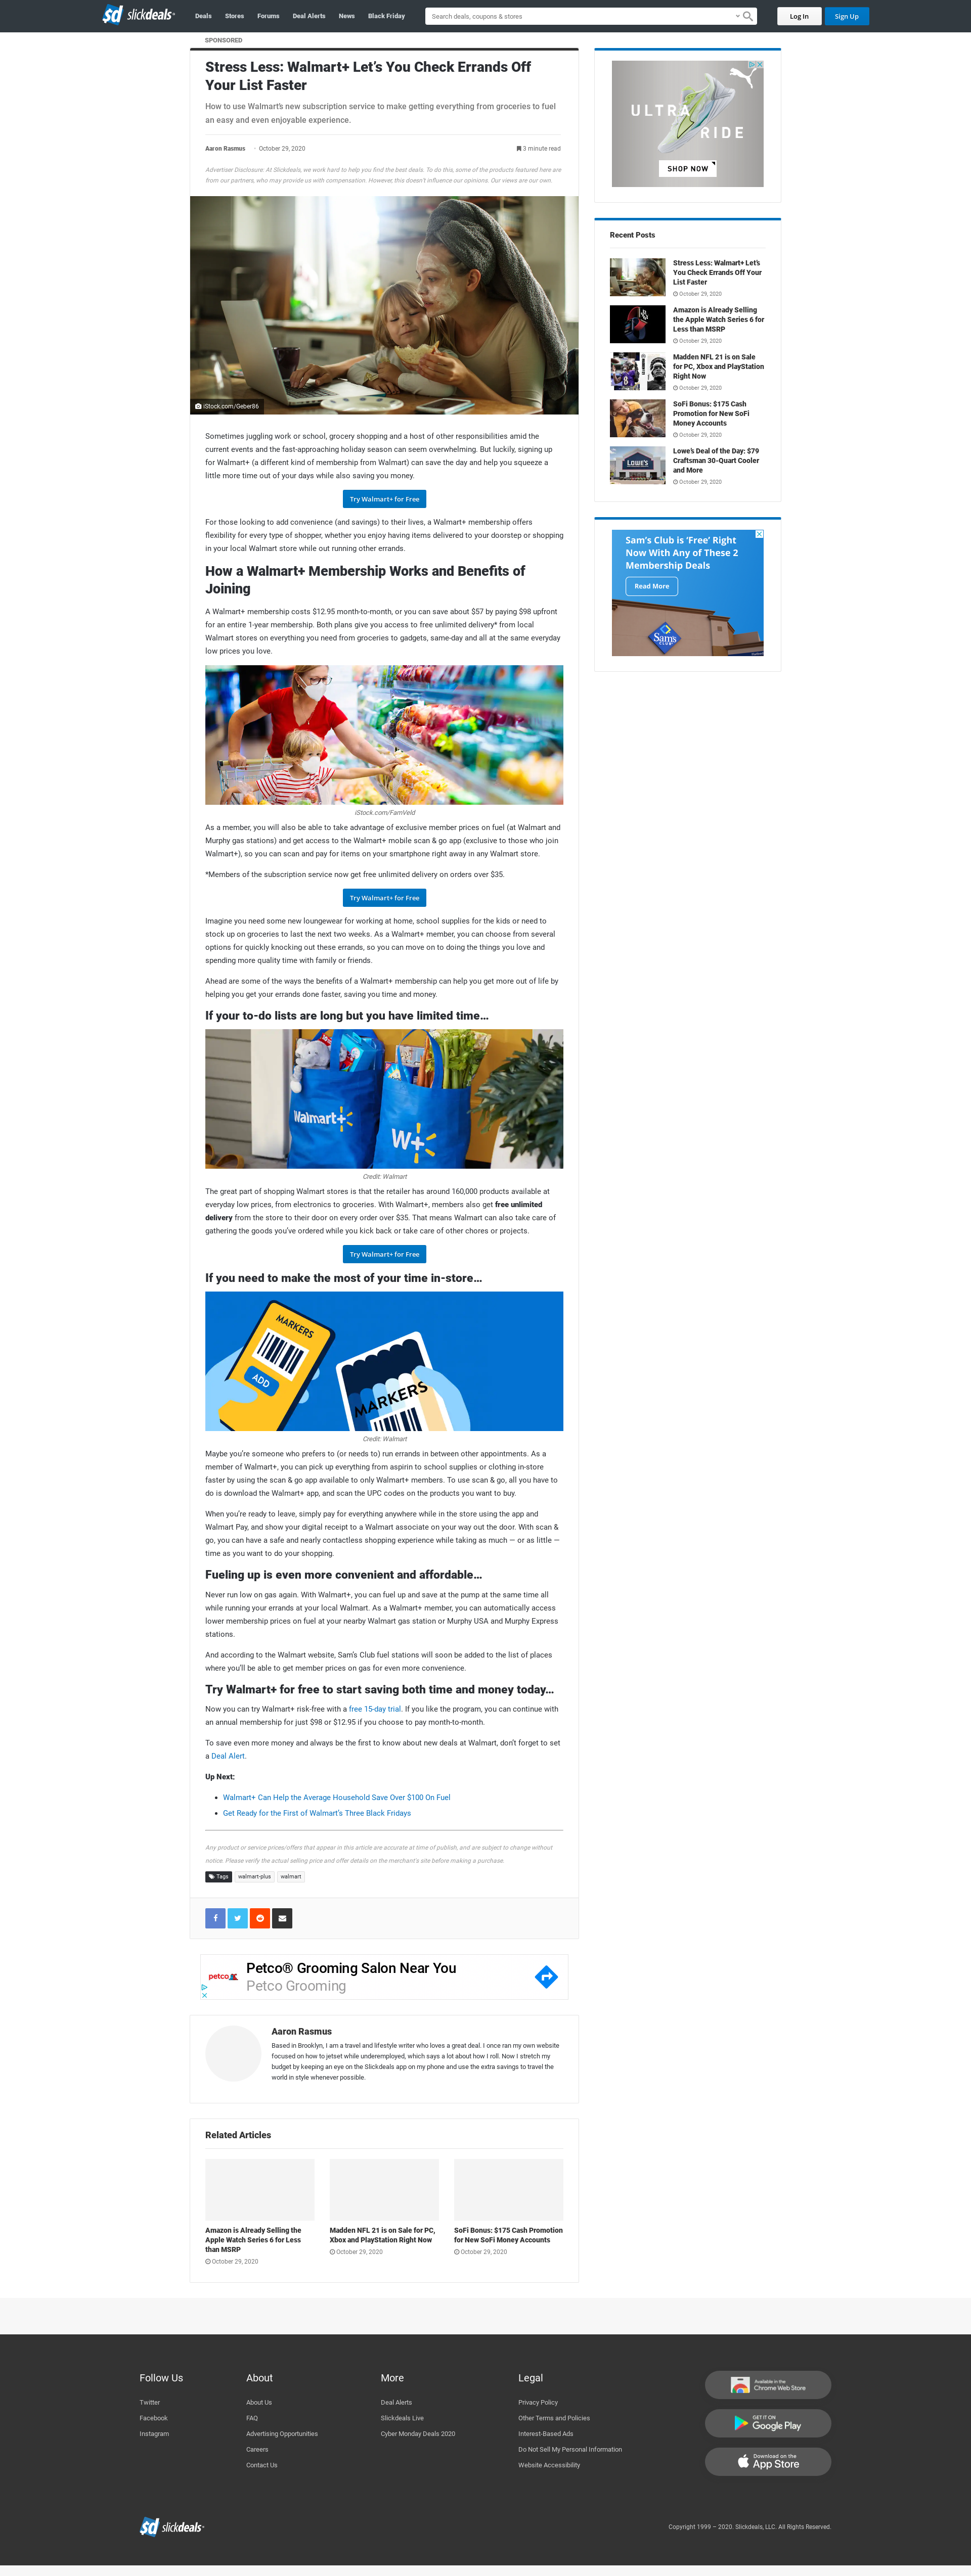 sd slickdeals
Deals
Stores
Forums
Deal Alerts
News
Black Friday
Search deals, coupons & stores
Log In
Sign Up
SPONSORED
Stress Less: Walmart+ Let's You Check Errands Off
Your List Faster
How to use Walmart's new subscription service to make getting everything from groceries to fuel
an easy and even enjoyable experience.
Aaron Rasmus
October 29, 2020
3 minute read
Advertiser Disclosure: At Slickdeals, we work hard to help you find the best deals. To do this, some of the products featured here are
from our partners, who may provide us with compensation. However, this doesn't influence our opinions. Our views are our own.
iStock.com/Geber86
Sometimes juggling work or school, grocery shopping and a host of other responsibilities amid the
current events and the fast-approaching holiday season can seem overwhelming. But luckily, signing up
for Walmart+ (a different kind of membership from Walmart) can save the day and help you squeeze a
little more time out of your days while also saving you money.
Try Walmart+ for Free
For those looking to add convenience (and savings) to their lives, a Walmart+ membership offers
flexibility for every type of shopper, whether you enjoy having items delivered to your doorstep or shopping
in your local Walmart store while out running other errands.
How a Walmart+ Membership Works and Benefits of
Joining
A Walmart+ membership costs $12.95 month-to-month, or you can save about $57 by paying $98 upfront
for an entire 1-year membership. Both plans give you access to free unlimited delivery* from local
Walmart stores on everything you need from groceries to gadgets, same-day and all at the same everyday
low prices you love.
iStock.com/FamVeld
As a member, you will also be able to take advantage of exclusive member prices on fuel (at Walmart and
Murphy gas stations) and get access to the Walmart+ mobile scan & go app (exclusive to those who join
Walmart+), so you can scan and pay for items on your smartphone right away in any Walmart store.
*Members of the subscription service now get free unlimited delivery on orders over $35.
Try Walmart+ for Free
Imagine you need some new loungewear for working at home, school supplies for the kids or need to
stock up on groceries to last the next two weeks. As a Walmart+ member, you can choose from several
options for quickly knocking out these errands, so you can move on to doing the things you love and
spending more quality time with family or friends.
Ahead are some of the ways the benefits of a Walmart+ membership can help you get more out of life by
helping you get your errands done faster, saving you time and money.
If your to-do lists are long but you have limited time…
Walmart+
W+
Credit: Walmart
The great part of shopping Walmart stores is that the retailer has around 160,000 products available at
everyday low prices, from electronics to groceries. With Walmart+, members also get free unlimited
delivery from the store to their door on every order over $35. That means Walmart can also take care of
gathering the goods you've ordered while you kick back or take care of other chores or projects.
Try Walmart+ for Free
If you need to make the most of your time in-store…
MARKERS
ADD
MARKERS
Credit: Walmart
Maybe you're someone who prefers to (or needs to) run errands in between other appointments. As a
member of Walmart+, you can pick up everything from aspirin to school supplies or clothing in-store
faster by using the scan & go app available to only Walmart+ members. To use scan & go, all you have to
do is download the Walmart+ app, and scan the UPC codes on the products you want to buy.
When you're ready to leave, simply pay for everything anywhere while in the store using the app and
Walmart Pay, and show your digital receipt to a Walmart associate on your way out the door. With scan &
go, you can have a safe and nearly contactless shopping experience while taking as much — or as little —
time as you want to do your shopping.
Fueling up is even more convenient and affordable…
Never run low on gas again. With Walmart+, you can fuel up and save at the pump at the same time all
while running your errands at your local Walmart. As a Walmart+ member, you can automatically access
lower membership prices on fuel at your nearby Walmart gas station or Murphy USA and Murphy Express
stations.
And according to the Walmart website, Sam's Club fuel stations will soon be added to the list of places
where you'll be able to get member prices on gas for even more convenience.
Try Walmart+ for free to start saving both time and money today…
Now you can try Walmart+ risk-free with a free 15-day trial. If you like the program, you can continue with
an annual membership for just $98 or $12.95 if you choose to pay month-to-month.
To save even more money and always be the first to know about new deals at Walmart, don't forget to set
a Deal Alert.
Up Next:
Walmart+ Can Help the Average Household Save Over $100 On Fuel
Get Ready for the First of Walmart's Three Black Fridays
Any product or service prices/offers that appear in this article are accurate at time of publish, and are subject to change without
notice. Please verify the actual selling price and offer details on the merchant's site before making a purchase.
Tags
walmart-plus
walmart
petco
Petco® Grooming Salon Near You
Petco Grooming
Aaron Rasmus
Based in Brooklyn, I am a travel and lifestyle writer who loves a great deal. I once ran my own website
focused on how to jetset while underemployed, which says a lot about how I roll. Now I stretch my
budget by keeping an eye on the Slickdeals app on my phone and use the extra savings to travel the
world in style whenever possible.
Related Articles
Amazon is Already Selling the
Apple Watch Series 6 for Less
than MSRP
October 29, 2020
Madden NFL 21 is on Sale for PC,
Xbox and PlayStation Right Now
October 29, 2020
SoFi Bonus: $175 Cash Promotion
for New SoFi Money Accounts
October 29, 2020
ULTRA
RIDE
SHOP NOW
Recent Posts
Stress Less: Walmart+ Let's
You Check Errands Off Your
List Faster
October 29, 2020
Amazon is Already Selling
the Apple Watch Series 6 for
Less than MSRP
October 29, 2020
Madden NFL 21 is on Sale
for PC, Xbox and PlayStation
Right Now
October 29, 2020
SoFi Bonus: $175 Cash
Promotion for New SoFi
Money Accounts
October 29, 2020
LOWE'S
Lowe's Deal of the Day: $79
Craftsman 30-Quart Cooler
and More
October 29, 2020
Sam's Club is 'Free' Right
Now With Any of These 2
Membership Deals
Read More
Sam's
Follow Us
Twitter
Facebook
Instagram
About
About Us
FAQ
Advertising Opportunities
Careers
Contact Us
More
Deal Alerts
Slickdeals Live
Cyber Monday Deals 2020
Legal
Privacy Policy
Other Terms and Policies
Interest-Based Ads
Do Not Sell My Personal Information
Website Accessibility
Available in the
Chrome Web Store
GET IT ON
Google Play
Download on the
App Store
sd slickdeals
Copyright 1999 – 2020. Slickdeals, LLC. All Rights Reserved.